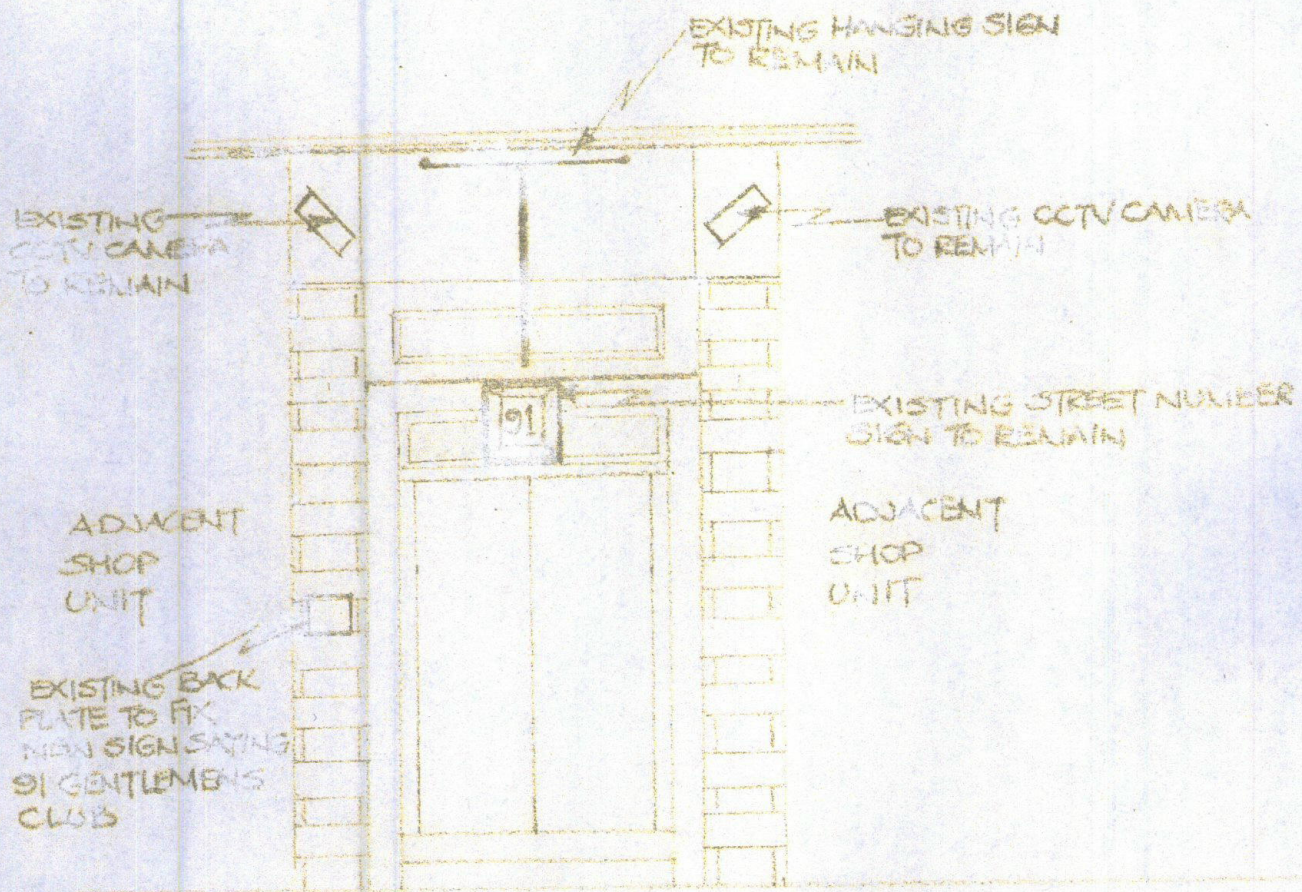 EXISTING HANGING SIGN
TO REMAIN
EXISTING
CCTV CAMERA
TO REMAIN
EXISTING CCTV CAMERA
TO REMAIN
EXISTING STREET NUMBER
SIGN TO REMAIN
91
ADJACENT
SHOP
UNIT
ADJACENT
SHOP
UNIT
EXISTING BACK
PLATE TO FIX
NEW SIGN SAYING
91 GENTLEMENS
CLUB